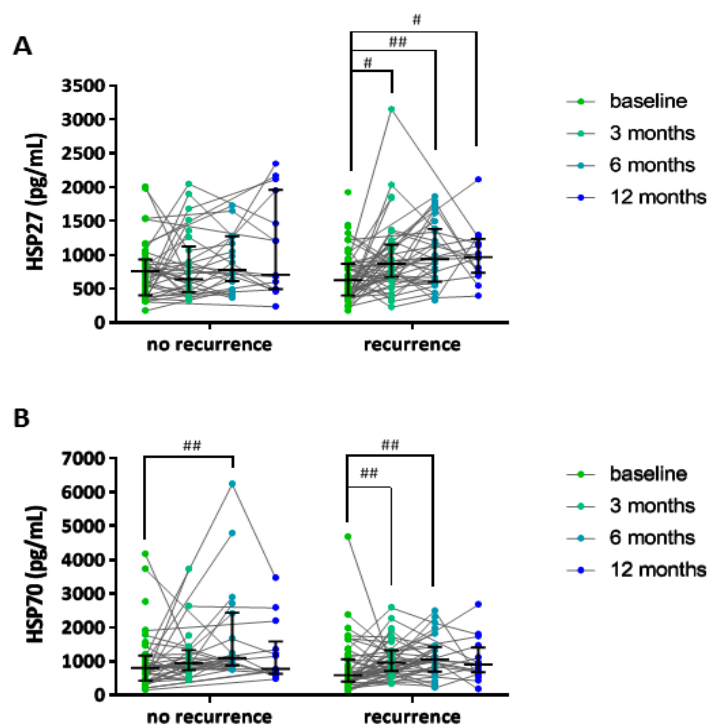 A
#
##
#
HSP27 (pg/mL)
3500
3000
2500
2000
1500
1000
500
0
no recurrence
recurrence
baseline
3 months
6 months
12 months
B
##
##
##
HSP70 (pg/mL)
7000
6000
5000
4000
3000
2000
1000
0
no recurrence
recurrence
baseline
3 months
6 months
12 months